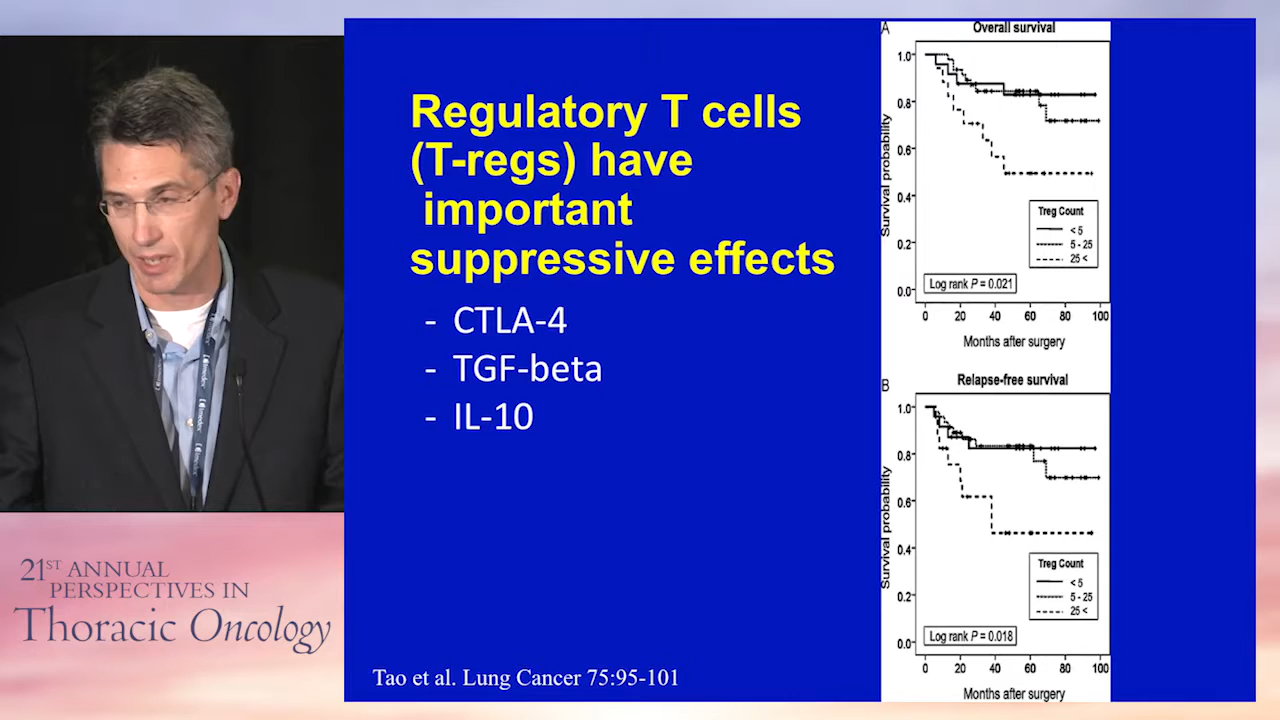 Regulatory T cells
(T-regs) have
important
suppressive effects
- CTLA-4
- TGF-beta
- IL-10
Tao et al. Lung Cancer 75:95-101
A
Overall survival
Survival probability
1.0
0.8
0.6
0.4
0.2
0.0
Treg Count
< 5
5 - 25
25 <
Log rank P = 0.021
0 20 40 60 80 100
Months after surgery
B
Relapse-free survival
Survival probability
1.0
0.8
0.6
0.4
0.2
0.0
Treg Count
< 5
5 - 25
25 <
Log rank P = 0.018
0 20 40 60 80 100
Months after surgery
21ST ANNUAL
PERSPECTIVES IN
Thoracic Oncology